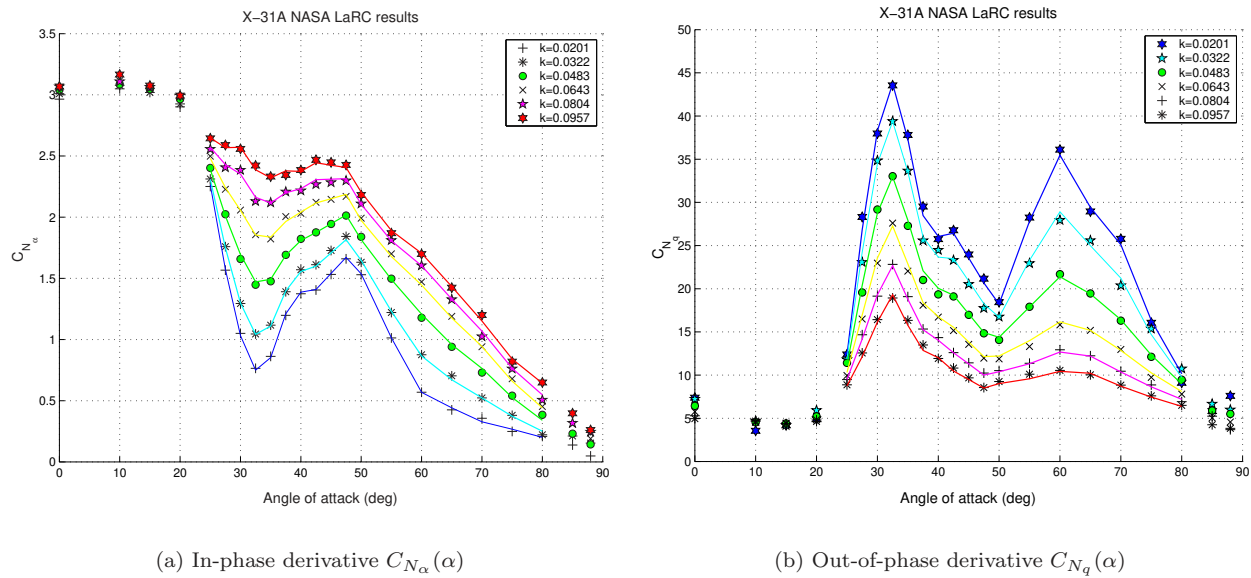 X−31A NASA LaRC results
3.5
3
2.5
2
1.5
1
0.5
0
C_{N_α}
0 10 20 30 40 50 60 70 80 90
Angle of attack (deg)
k=0.0201
k=0.0322
k=0.0483
k=0.0643
k=0.0804
k=0.0957
(a) In-phase derivative C_{N_α}(α)
X−31A NASA LaRC results
50
45
40
35
30
25
20
15
10
5
0
C_{N_q}
0 10 20 30 40 50 60 70 80 90
Angle of attack (deg)
k=0.0201
k=0.0322
k=0.0483
k=0.0643
k=0.0804
k=0.0957
(b) Out-of-phase derivative C_{N_q}(α)